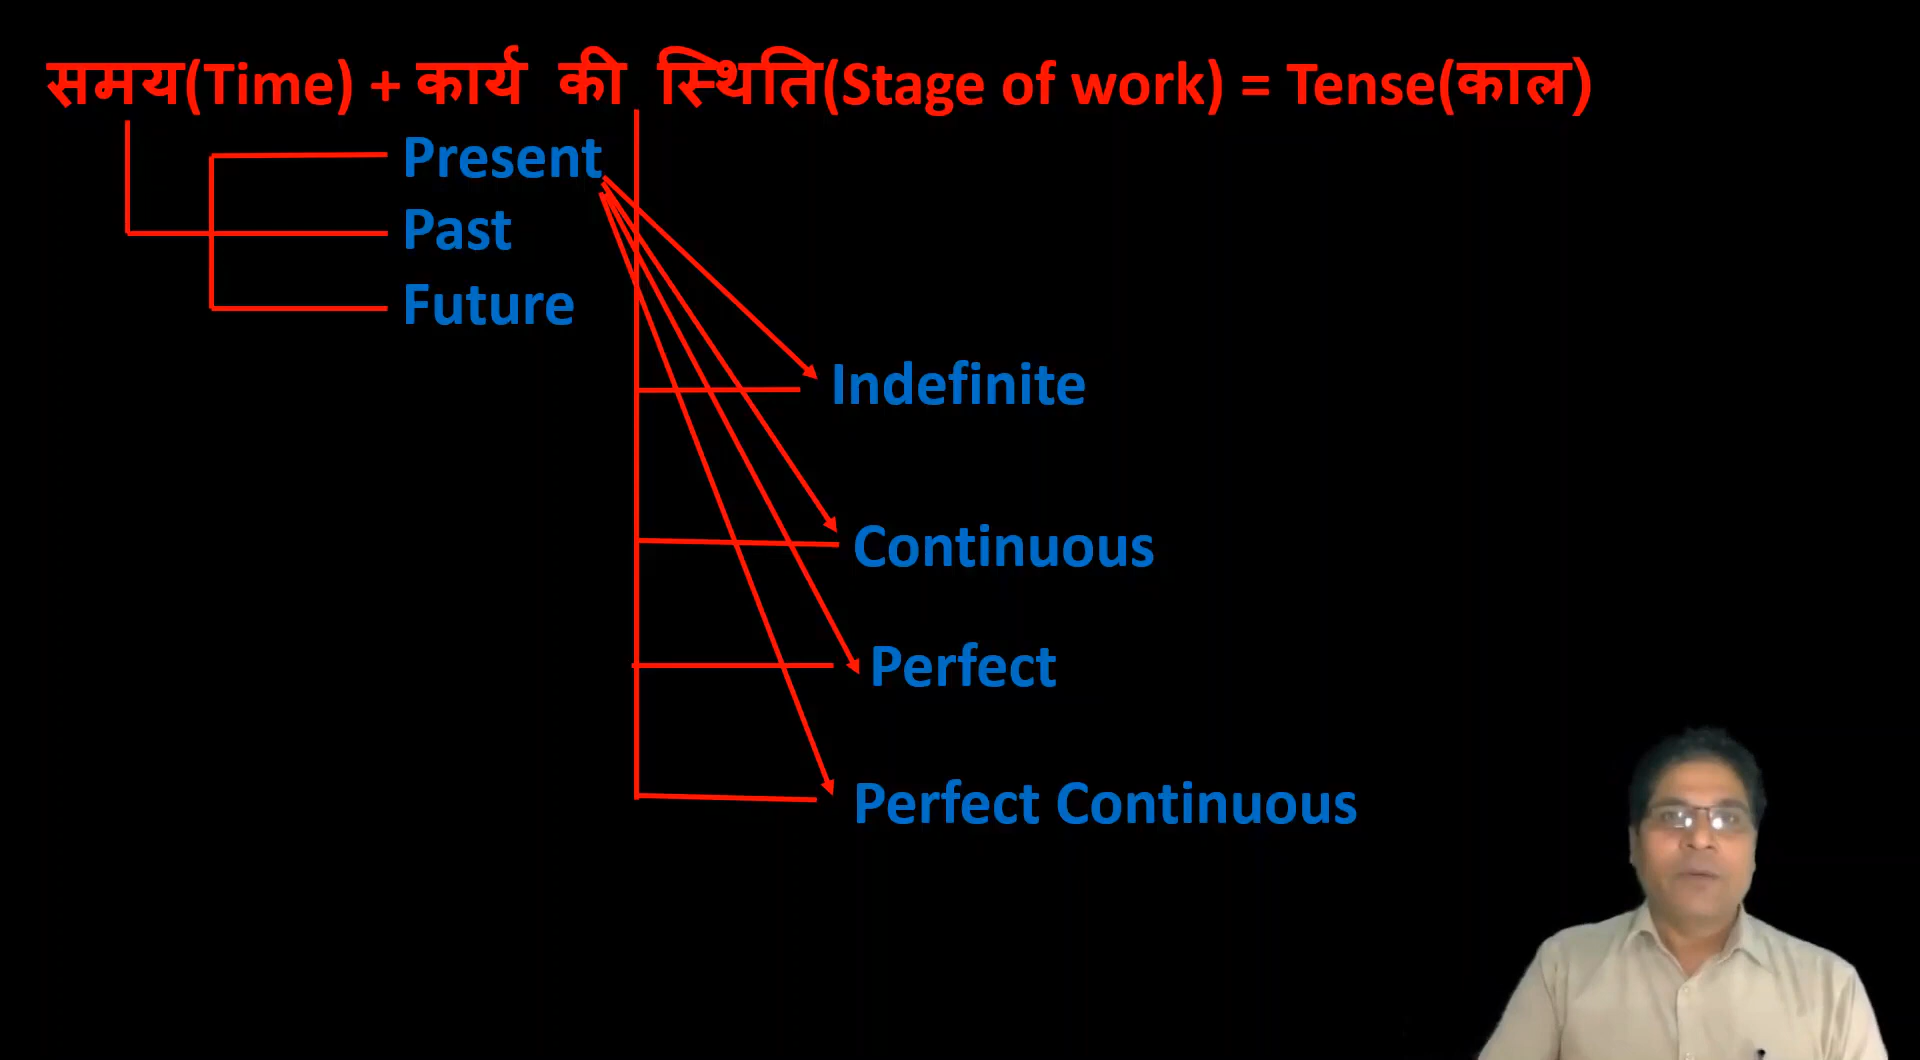 समय(Time) + कार्य की स्थिति(Stage of work) = Tense(काल)
Present
Past
Future
Indefinite
Continuous
Perfect
Perfect Continuous